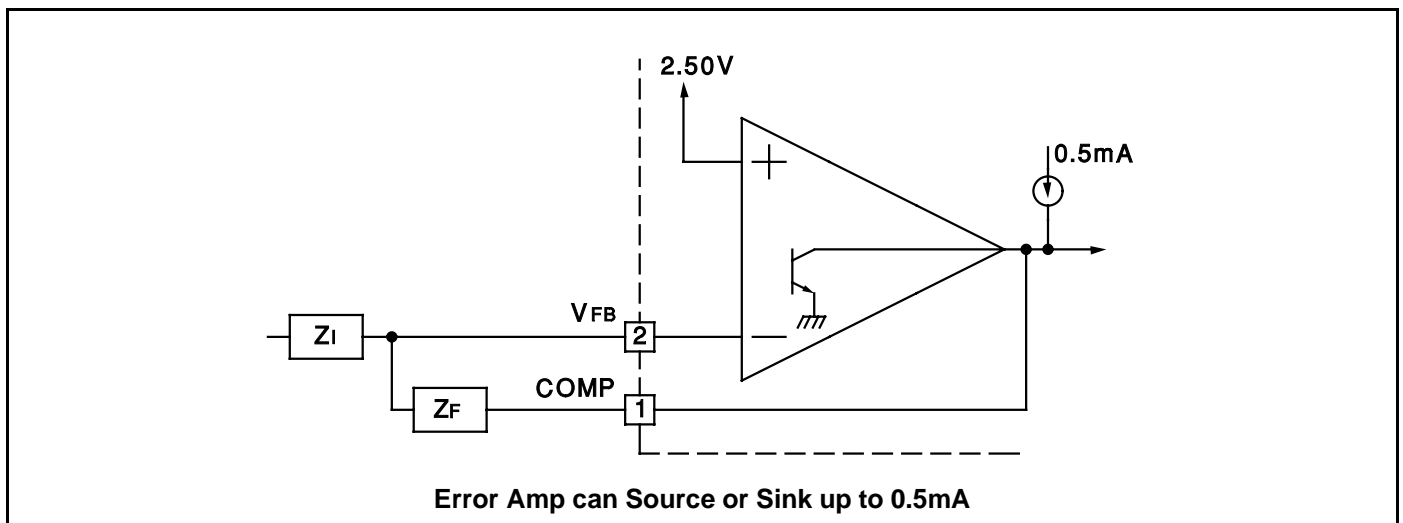 2.50V
0.5mA
VFB
2
ZI
COMP
ZF
1
Error Amp can Source or Sink up to 0.5mA